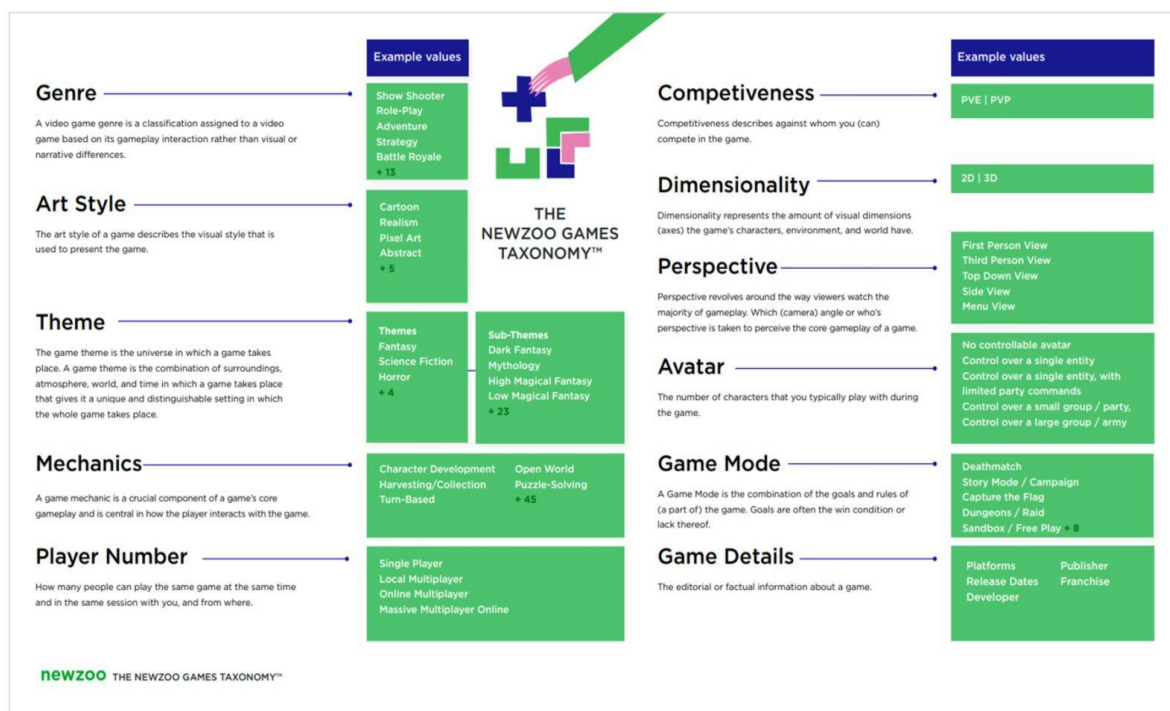 Example values
Genre
A video game genre is a classification assigned to a video
game based on its gameplay interaction rather than visual or
narrative differences.
Show Shooter
Role-Play
Adventure
Strategy
Battle Royale
+ 13
Art Style
The art style of a game describes the visual style that is
used to present the game.
Cartoon
Realism
Pixel Art
Abstract
+ 5
THE
NEWZOO GAMES
TAXONOMY™
Theme
The game theme is the universe in which a game takes
place. A game theme is the combination of surroundings,
atmosphere, world, and time in which a game takes place
that gives it a unique and distinguishable setting in which
the whole game takes place.
Themes
Fantasy
Science Fiction
Horror
+ 4
Sub-Themes
Dark Fantasy
Mythology
High Magical Fantasy
Low Magical Fantasy
+ 23
Mechanics
A game mechanic is a crucial component of a game's core
gameplay and is central in how the player interacts with the game.
Character Development
Harvesting/Collection
Turn-Based
Open World
Puzzle-Solving
+ 45
Player Number
How many people can play the same game at the same time
and in the same session with you, and from where.
Single Player
Local Multiplayer
Online Multiplayer
Massive Multiplayer Online
Example values
Competiveness
Competitiveness describes against whom you (can)
compete in the game.
PVE | PVP
Dimensionality
Dimensionality represents the amount of visual dimensions
(axes) the game's characters, environment, and world have.
2D | 3D
Perspective
Perspective revolves around the way viewers watch the
majority of gameplay. Which (camera) angle or who's
perspective is taken to perceive the core gameplay of a game.
First Person View
Third Person View
Top Down View
Side View
Menu View
Avatar
The number of characters that you typically play with during
the game.
No controllable avatar
Control over a single entity
Control over a single entity, with
limited party commands
Control over a small group / party,
Control over a large group / army
Game Mode
A Game Mode is the combination of the goals and rules of
(a part of) the game. Goals are often the win condition or
lack thereof.
Deathmatch
Story Mode / Campaign
Capture the Flag
Dungeons / Raid
Sandbox / Free Play + 8
Game Details
The editorial or factual information about a game.
Platforms
Release Dates
Developer
Publisher
Franchise
newzoo THE NEWZOO GAMES TAXONOMY™